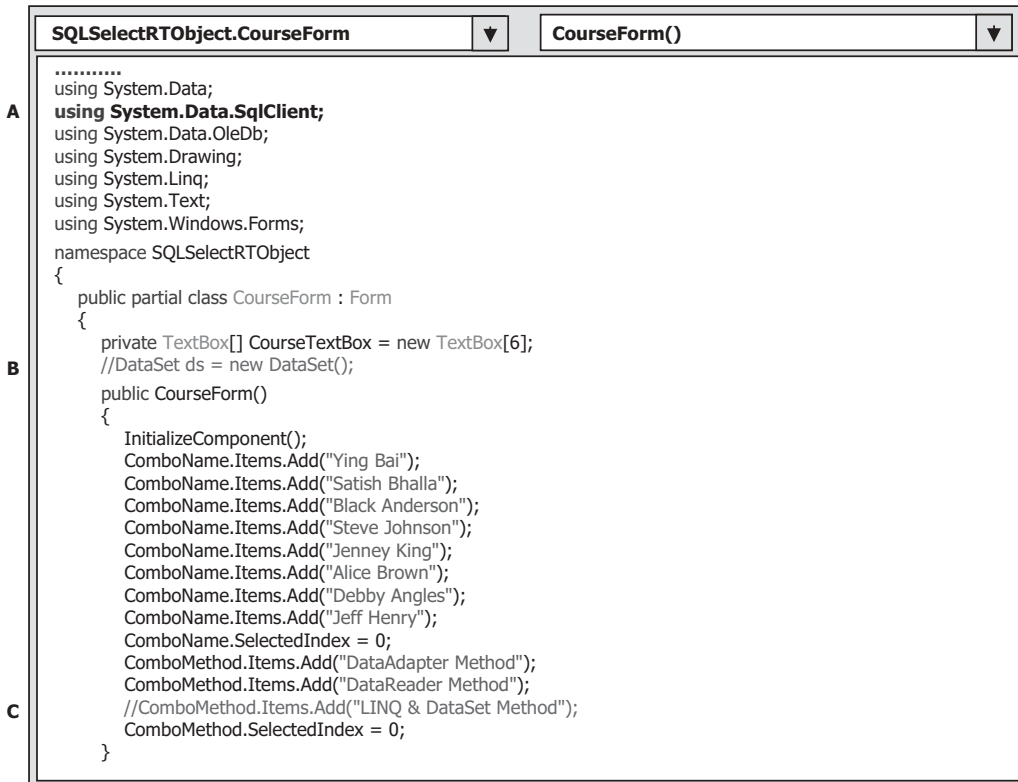 SQLSelectRTObject.CourseForm CourseForm()
...........
using System.Data;
A using System.Data.SqlClient;
using System.Data.OleDb;
using System.Drawing;
using System.Linq;
using System.Text;
using System.Windows.Forms;
namespace SQLSelectRTObject
{
public partial class CourseForm : Form
{
private TextBox[] CourseTextBox = new TextBox[6];
B //DataSet ds = new DataSet();
public CourseForm()
{
InitializeComponent();
ComboName.Items.Add("Ying Bai");
ComboName.Items.Add("Satish Bhalla");
ComboName.Items.Add("Black Anderson");
ComboName.Items.Add("Steve Johnson");
ComboName.Items.Add("Jenney King");
ComboName.Items.Add("Alice Brown");
ComboName.Items.Add("Debby Angles");
ComboName.Items.Add("Jeff Henry");
ComboName.SelectedIndex = 0;
ComboMethod.Items.Add("DataAdapter Method");
ComboMethod.Items.Add("DataReader Method");
C //ComboMethod.Items.Add("LINQ & DataSet Method");
ComboMethod.SelectedIndex = 0;
}